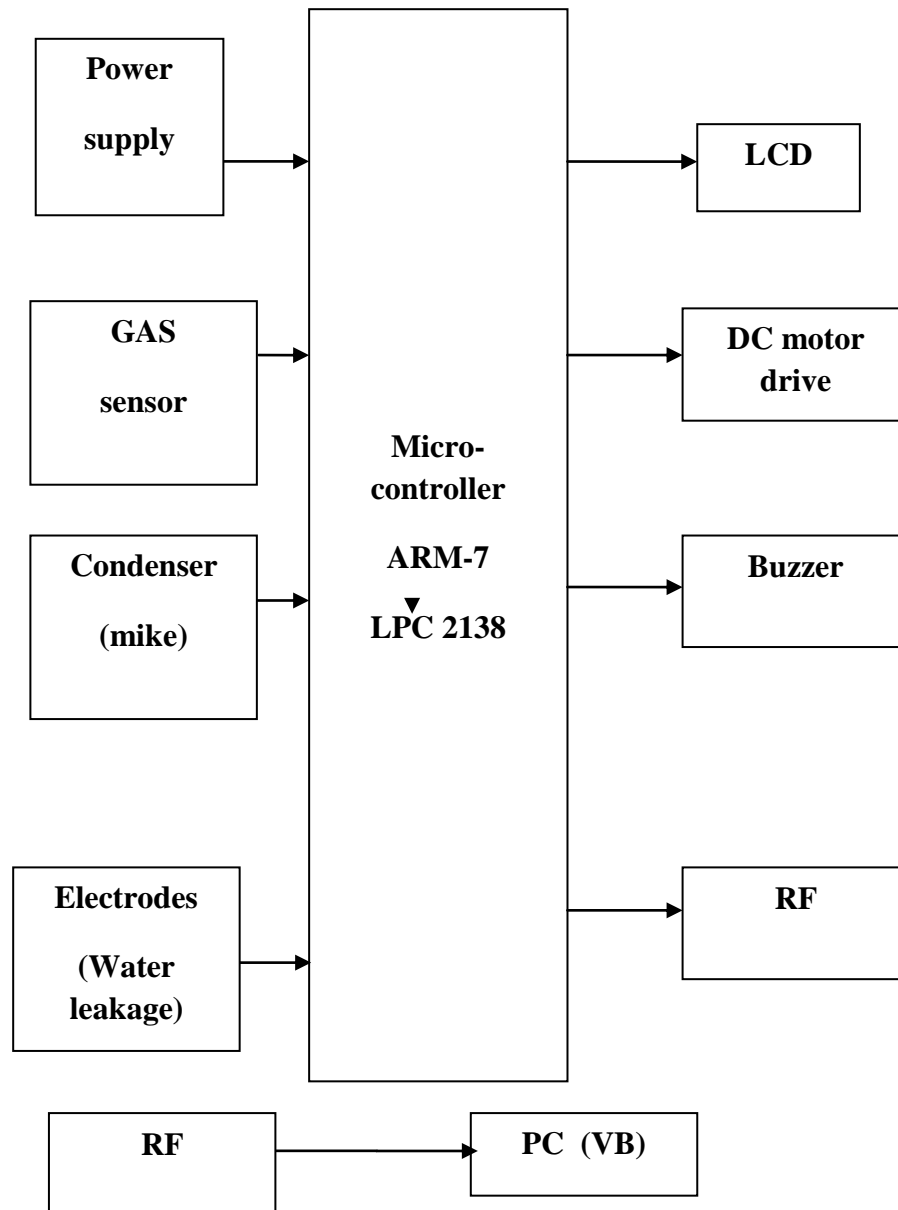 Power
supply
GAS
sensor
Condenser
(mike)
Electrodes
(Water
leakage)
Micro-
controller
ARM-7
LPC 2138
LCD
DC motor
drive
Buzzer
RF
RF
PC (VB)